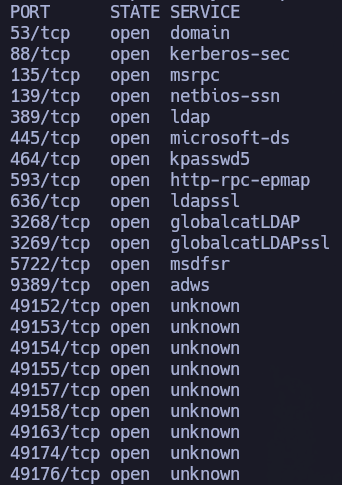 PORT STATE SERVICE
53/tcp open domain
88/tcp open kerberos-sec
135/tcp open msrpc
139/tcp open netbios-ssn
389/tcp open ldap
445/tcp open microsoft-ds
464/tcp open kpasswd5
593/tcp open http-rpc-epmap
636/tcp open ldapssl
3268/tcp open globalcatLDAP
3269/tcp open globalcatLDAPssl
5722/tcp open msdfsr
9389/tcp open adws
49152/tcp open unknown
49153/tcp open unknown
49154/tcp open unknown
49155/tcp open unknown
49157/tcp open unknown
49158/tcp open unknown
49163/tcp open unknown
49174/tcp open unknown
49176/tcp open unknown